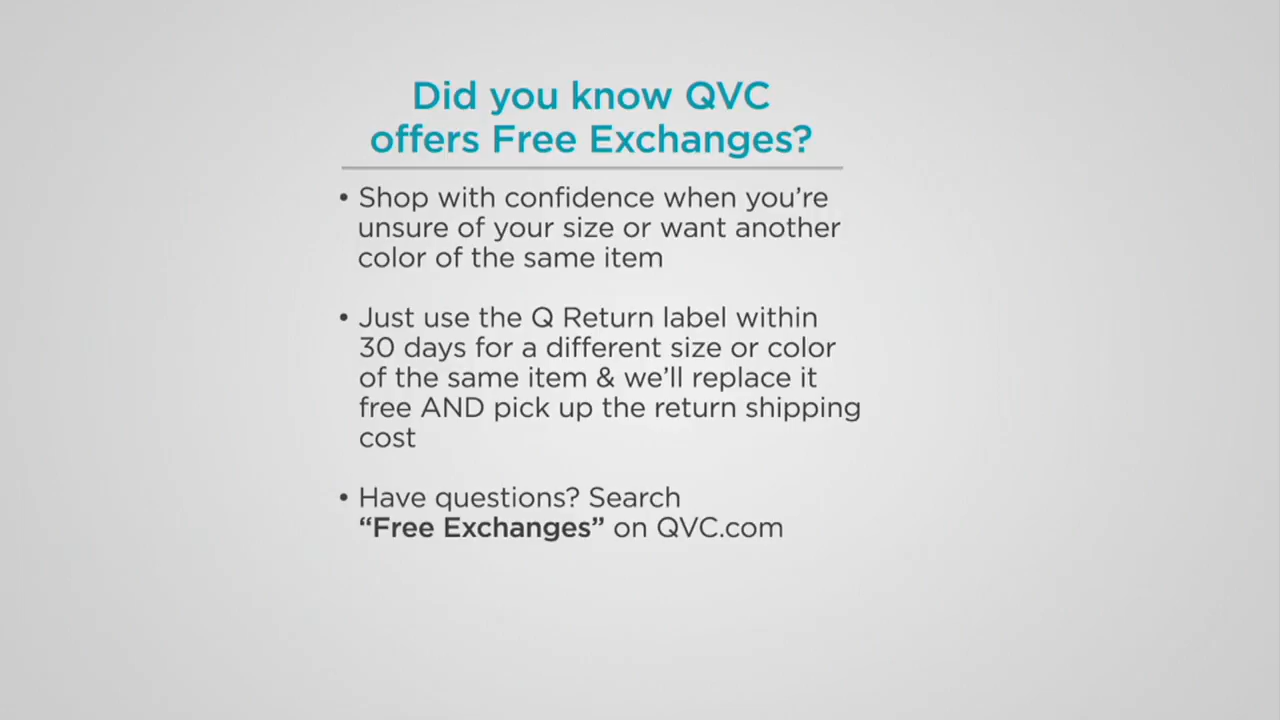 Did you know QVC
offers Free Exchanges?
• Shop with confidence when you’re
unsure of your size or want another
color of the same item
• Just use the Q Return label within
30 days for a different size or color
of the same item & we’ll replace it
free AND pick up the return shipping
cost
• Have questions? Search
“Free Exchanges” on QVC.com